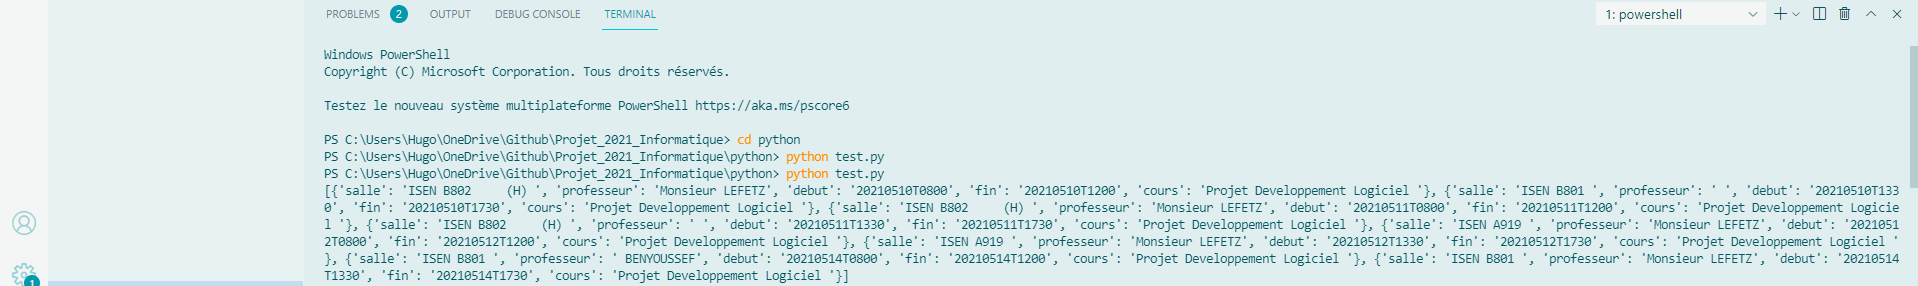 PROBLEMS 2 OUTPUT DEBUG CONSOLE TERMINAL 1: powershell
Windows PowerShell
Copyright (C) Microsoft Corporation. Tous droits réservés.
Testez le nouveau système multiplateforme PowerShell https://aka.ms/pscore6
PS C:\Users\Hugo\OneDrive\Github\Projet_2021_Informatique> cd python
PS C:\Users\Hugo\OneDrive\Github\Projet_2021_Informatique\python> python test.py
PS C:\Users\Hugo\OneDrive\Github\Projet_2021_Informatique\python> python test.py
[{'salle': 'ISEN B802     (H) ', 'professeur': 'Monsieur LEFETZ', 'debut': '20210510T0800', 'fin': '20210510T1200', 'cours': 'Projet Developpement Logiciel '}, {'salle': 'ISEN B801 ', 'professeur': ' ', 'debut': '20210510T133
0', 'fin': '20210510T1730', 'cours': 'Projet Developpement Logiciel '}, {'salle': 'ISEN B802     (H) ', 'professeur': 'Monsieur LEFETZ', 'debut': '20210511T0800', 'fin': '20210511T1200', 'cours': 'Projet Developpement Logicie
l '}, {'salle': 'ISEN B802     (H) ', 'professeur': ' ', 'debut': '20210511T1330', 'fin': '20210511T1730', 'cours': 'Projet Developpement Logiciel '}, {'salle': 'ISEN A919 ', 'professeur': 'Monsieur LEFETZ', 'debut': '2021051
2T0800', 'fin': '20210512T1200', 'cours': 'Projet Developpement Logiciel '}, {'salle': 'ISEN A919 ', 'professeur': 'Monsieur LEFETZ', 'debut': '20210512T1330', 'fin': '20210512T1730', 'cours': 'Projet Developpement Logiciel '
}, {'salle': 'ISEN B801 ', 'professeur': ' BENYOUSSEF', 'debut': '20210514T0800', 'fin': '20210514T1200', 'cours': 'Projet Developpement Logiciel '}, {'salle': 'ISEN B801 ', 'professeur': 'Monsieur LEFETZ', 'debut': '20210514
T1330', 'fin': '20210514T1730', 'cours': 'Projet Developpement Logiciel '}]
1